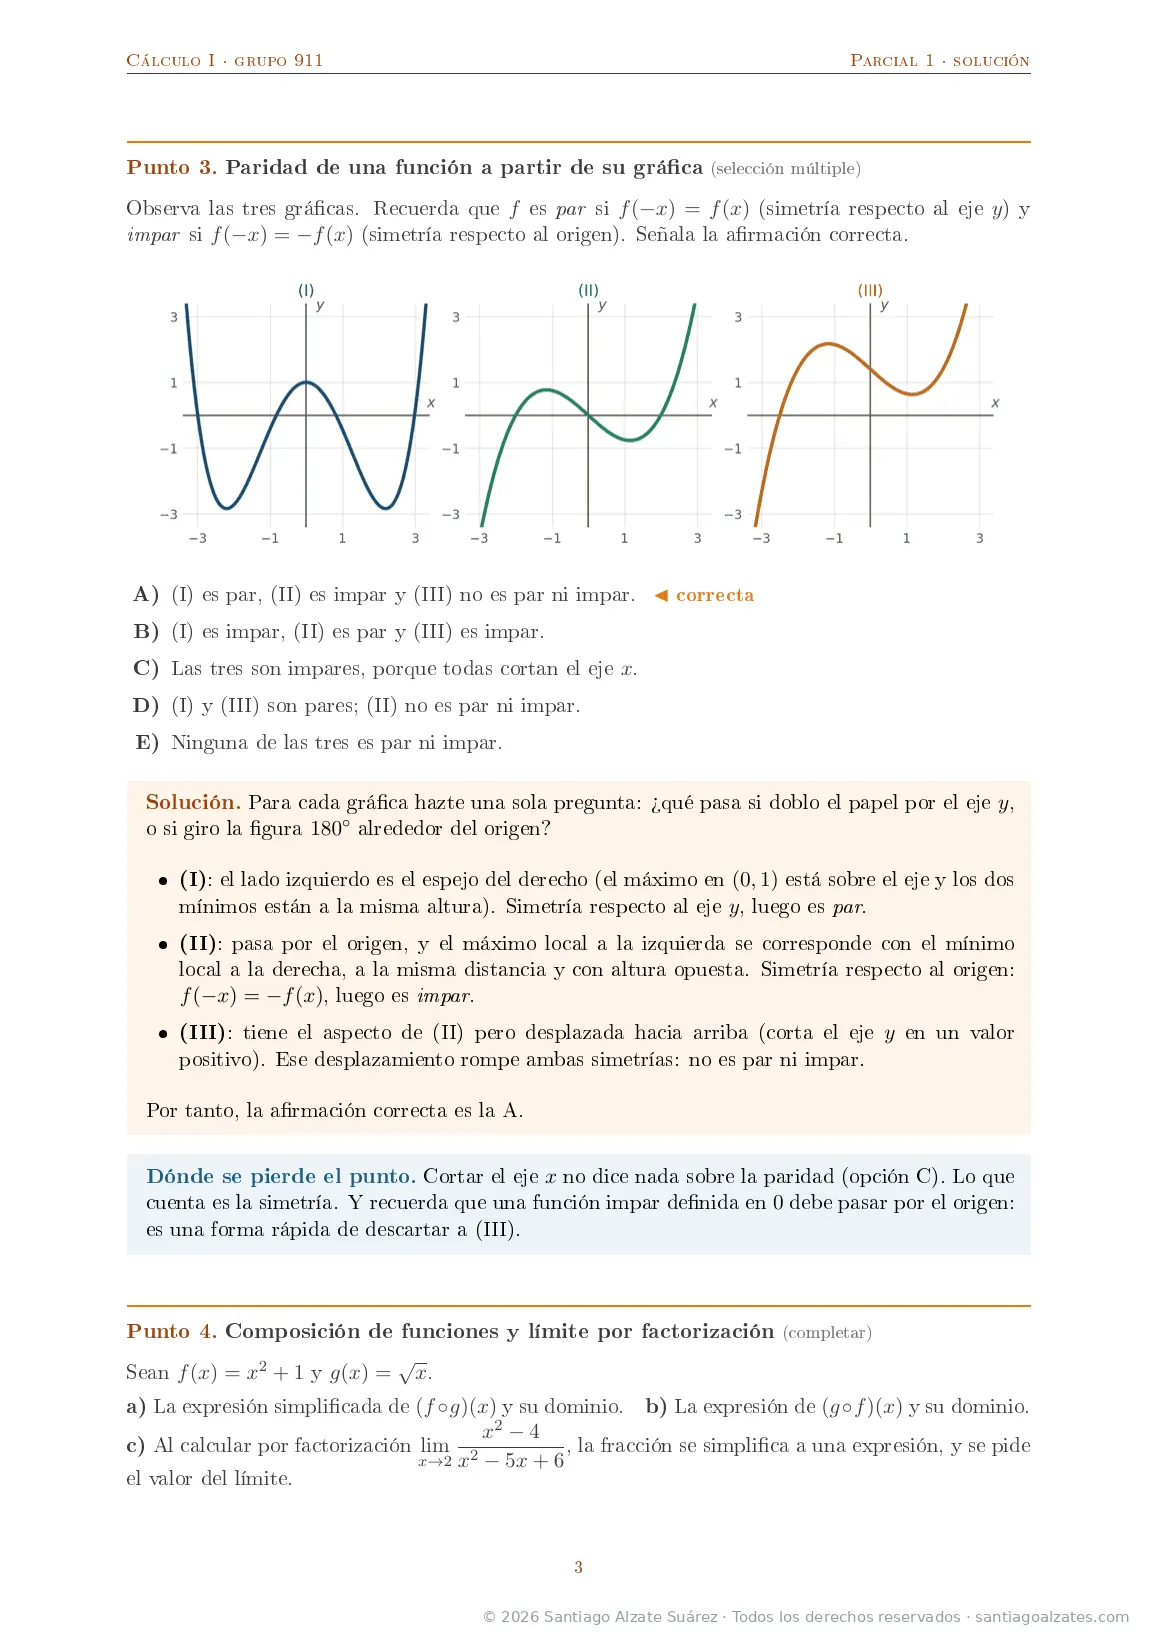 Cálculo I · grupo 911
Parcial 1 · solución
Punto 3. Paridad de una función a partir de su gráfica (selección múltiple)
Observa las tres gráficas. Recuerda que f es par si f(−x) = f(x) (simetría respecto al eje y) y
impar si f(−x) = −f(x) (simetría respecto al origen). Señala la afirmación correcta.
(I)
y
3
1
x
−1
−3
−3 −1 1 3
(II)
y
3
1
x
−1
−3
−3 −1 1 3
(III)
y
3
1
x
−1
−3
−3 −1 1 3
A) (I) es par, (II) es impar y (III) no es par ni impar. ◀ correcta
B) (I) es impar, (II) es par y (III) es impar.
C) Las tres son impares, porque todas cortan el eje x.
D) (I) y (III) son pares; (II) no es par ni impar.
E) Ninguna de las tres es par ni impar.
Solución. Para cada gráfica hazte una sola pregunta: ¿qué pasa si doblo el papel por el eje y,
o si giro la figura 180° alrededor del origen?
• (I): el lado izquierdo es el espejo del derecho (el máximo en (0, 1) está sobre el eje y los dos
mínimos están a la misma altura). Simetría respecto al eje y, luego es par.
• (II): pasa por el origen, y el máximo local a la izquierda se corresponde con el mínimo
local a la derecha, a la misma distancia y con altura opuesta. Simetría respecto al origen:
f(−x) = −f(x), luego es impar.
• (III): tiene el aspecto de (II) pero desplazada hacia arriba (corta el eje y en un valor
positivo). Ese desplazamiento rompe ambas simetrías: no es par ni impar.
Por tanto, la afirmación correcta es la A.
Dónde se pierde el punto. Cortar el eje x no dice nada sobre la paridad (opción C). Lo que
cuenta es la simetría. Y recuerda que una función impar definida en 0 debe pasar por el origen:
es una forma rápida de descartar a (III).
Punto 4. Composición de funciones y límite por factorización (completar)
Sean f(x) = x² + 1 y g(x) = √x.
a) La expresión simplificada de (f∘g)(x) y su dominio. b) La expresión de (g∘f)(x) y su dominio.
c) Al calcular por factorización lim x→2 (x² − 4)/(x² − 5x + 6), la fracción se simplifica a una expresión, y se pide
el valor del límite.
3
© 2026 Santiago Alzate Suárez · Todos los derechos reservados · santiagoalzates.com